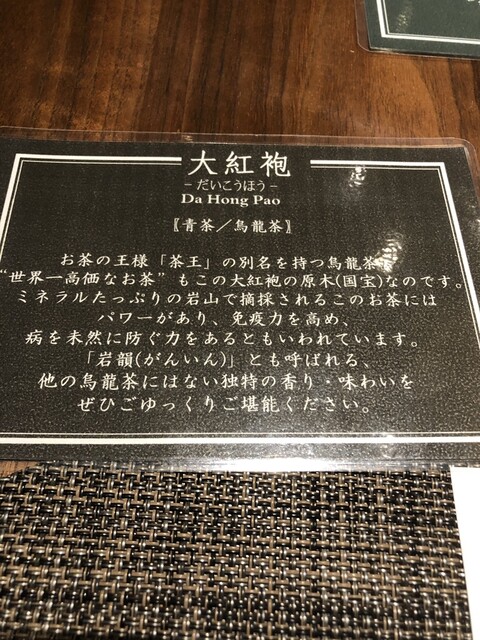 大紅袍
－だいこうほう－
Da Hong Pao
〖青茶／烏龍茶〗
お茶の王様「茶王」の別名を持つ烏龍茶
“世界一高価なお茶”もこの大紅袍の原木(国宝)なのです。
ミネラルたっぷりの岩山で摘採されるこのお茶には
パワーがあり、免疫力を高め、
病を未然に防ぐ力をあるともいわれています。
「岩韻(がんいん)」とも呼ばれる、
他の烏龍茶にはない独特の香り・味わいを
ぜひごゆっくりご堪能ください。